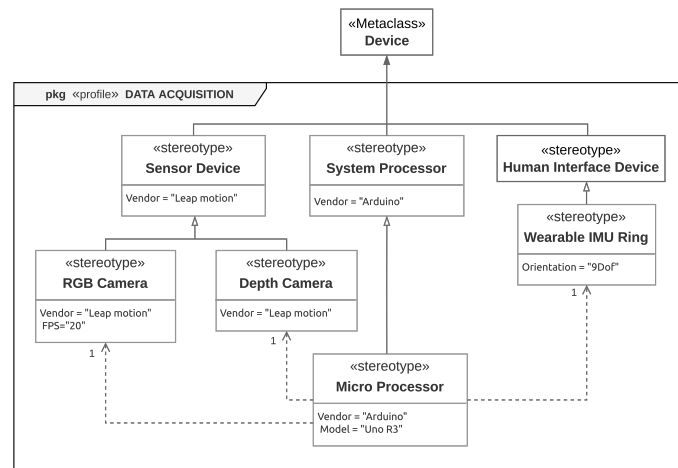 «Metaclass»
Device
pkg «profile» DATA ACQUISITION
«stereotype»
Sensor Device
Vendor = "Leap motion"
«stereotype»
System Processor
Vendor = "Arduino"
«stereotype»
Human Interface Device
«stereotype»
Wearable IMU Ring
Orientation = "9Dof"
«stereotype»
RGB Camera
Vendor = "Leap motion"
FPS="20"
«stereotype»
Depth Camera
Vendor = "Leap motion"
1
1
1
«stereotype»
Micro Processor
Vendor = "Arduino"
Model = "Uno R3"